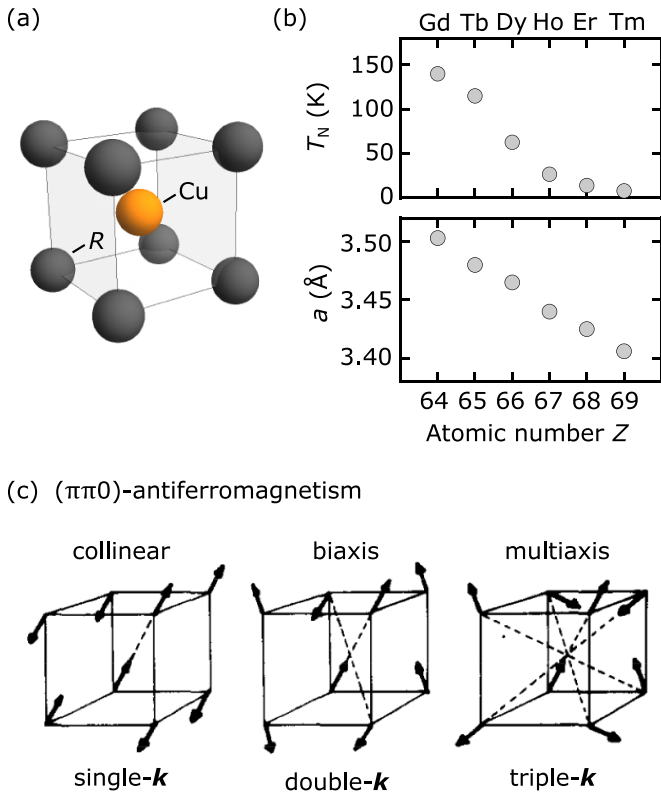 (a)
Cu
R
(b)
Gd Tb Dy Ho Er Tm
150
100
50
0
T_N (K)
3.50
3.45
3.40
a (Å)
64 65 66 67 68 69
Atomic number Z
(c) (ππ0)-antiferromagnetism
collinear biaxis multiaxis
single-k double-k triple-k